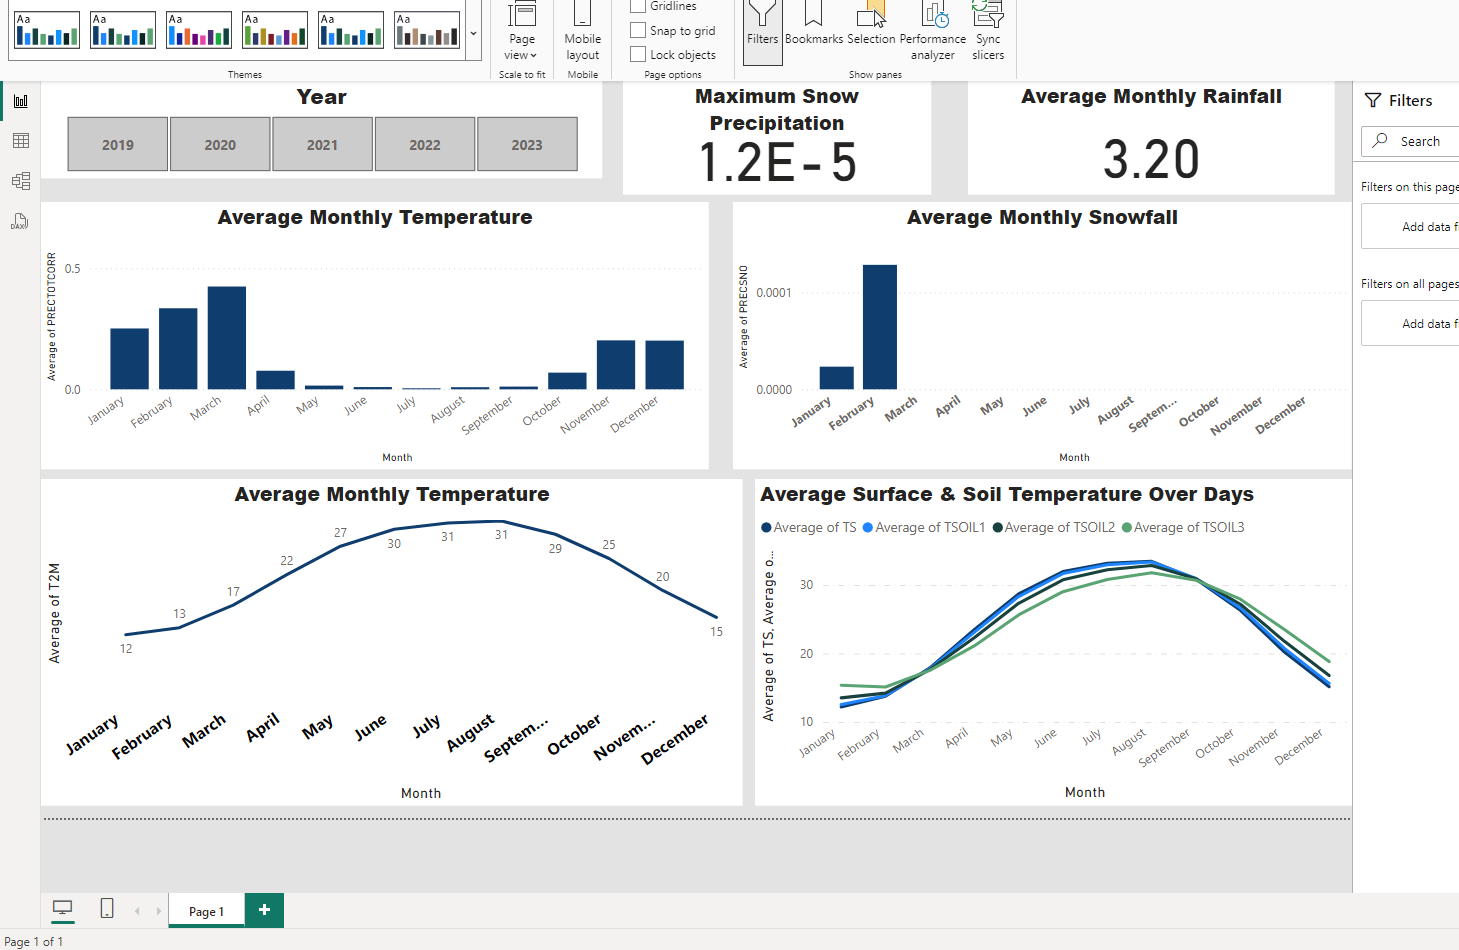 Aa Aa Aa Aa Aa Aa
Themes
Page view
Scale to fit
Mobile layout
Mobile
Gridlines
Snap to grid
Lock objects
Page options
Filters
Bookmarks
Selection
Performance analyzer
Sync slicers
Show panes
DAX
Year
2019 2020 2021 2022 2023
Maximum Snow
Precipitation
1.2E-5
Average Monthly Rainfall
3.20
Filters
Search
Filters on this page
Add data fi
Filters on all pages
Add data fi
Average Monthly Temperature
Average of PRECTOTCORR
0.5
0.0
January February March April May June July August September October November December
Month
Average Monthly Snowfall
Average of PRECSNO
0.0001
0.0000
January February March April May June July August Septem... October November December
Month
Average Monthly Temperature
Average of T2M
12 13 17 22 27 30 31 31 29 25 20 15
January February March April May June July August Septem... October Novem... December
Month
Average Surface & Soil Temperature Over Days
Average of TS Average of TSOIL1 Average of TSOIL2 Average of TSOIL3
Average of TS, Average o...
30
20
10
January February March April May June July August September October November December
Month
Page 1
+
Page 1 of 1